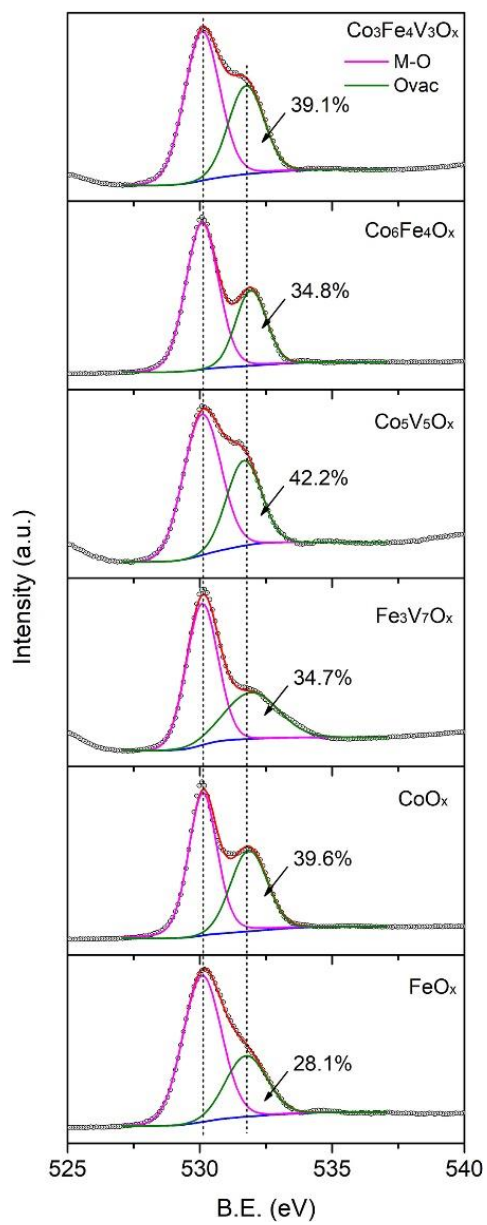 Co₃Fe₄V₃Oₓ
M-O
Ovac
39.1%
Co₆Fe₄Oₓ
34.8%
Co₅V₅Oₓ
42.2%
Fe₃V₇Oₓ
34.7%
CoOₓ
39.6%
FeOₓ
28.1%
Intensity (a.u.)
525 530 535 540
B.E. (eV)